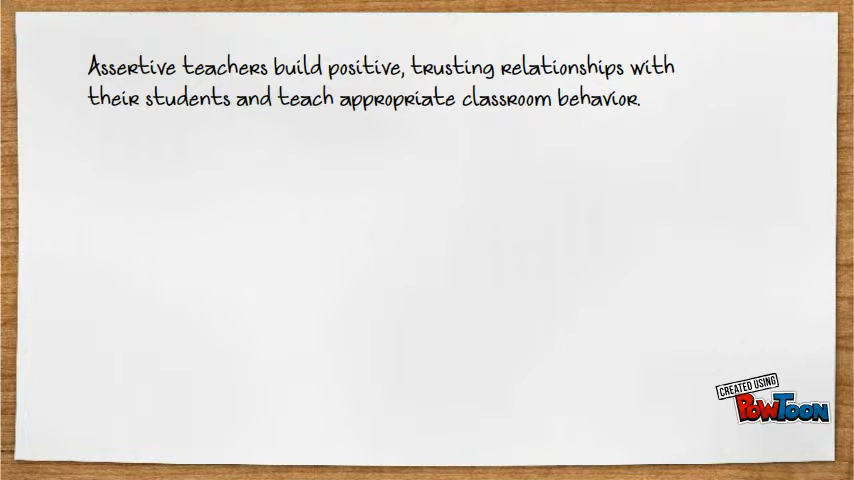 Assertive teachers build positive, trusting relationships with
their students and teach appropriate classroom behavior.
CREATED USING
POWTOON